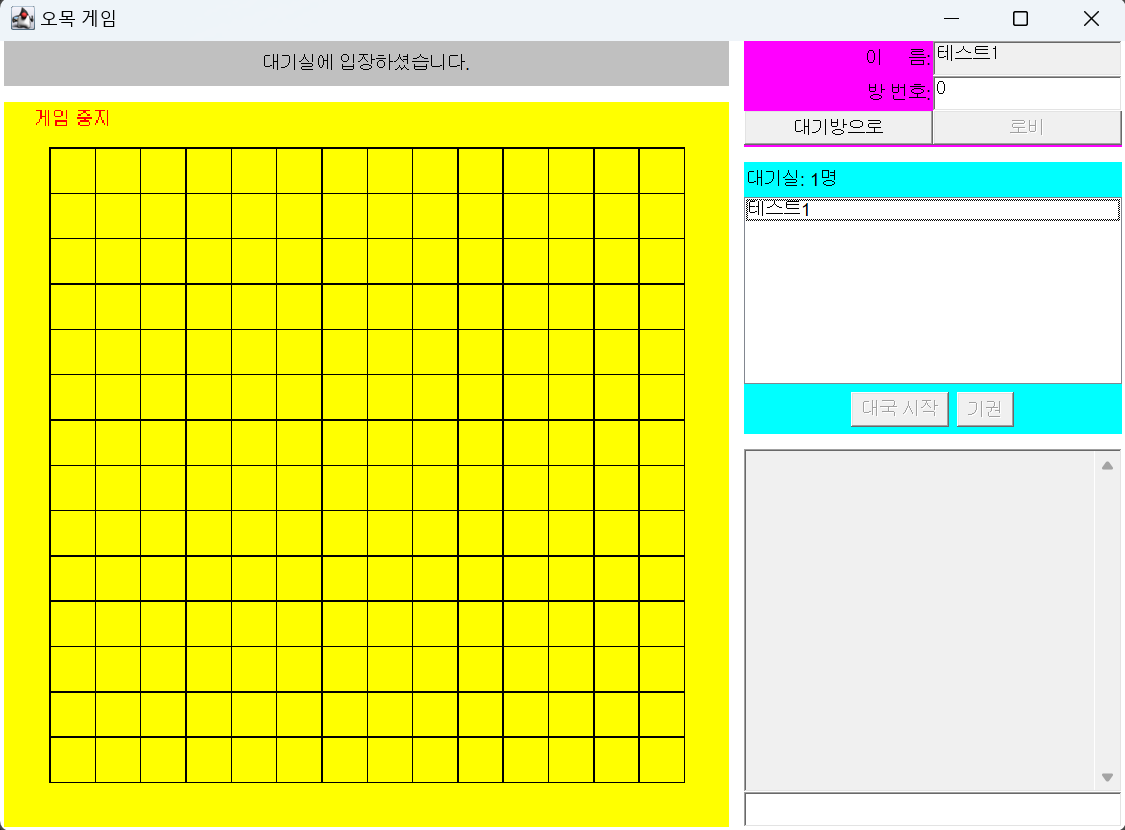 오목 게임
대기실에 입장하셨습니다.
게임 중지
이 름: 테스트1
방 번호: 0
대기방으로 로비
대기실: 1명
테스트1
대국 시작 기권